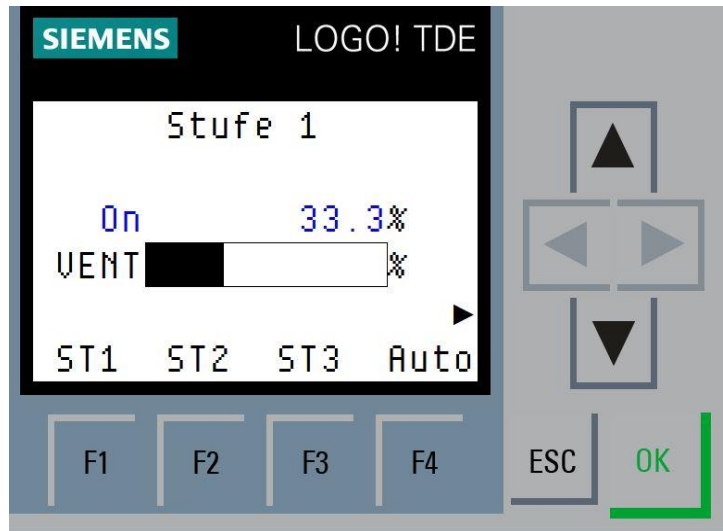 SIEMENS LOGO! TDE
Stufe 1
On 33.3%
VENT %
ST1 ST2 ST3 Auto
F1 F2 F3 F4 ESC OK